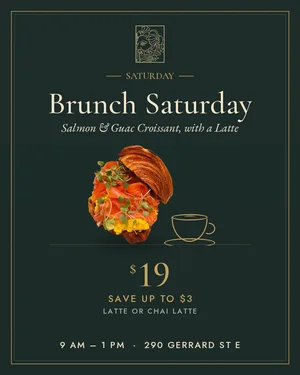 SATURDAY
Brunch Saturday
Salmon & Guac Croissant, with a Latte
$19
SAVE UP TO $3
LATTE OR CHAI LATTE
9 AM – 1 PM · 290 GERRARD ST E